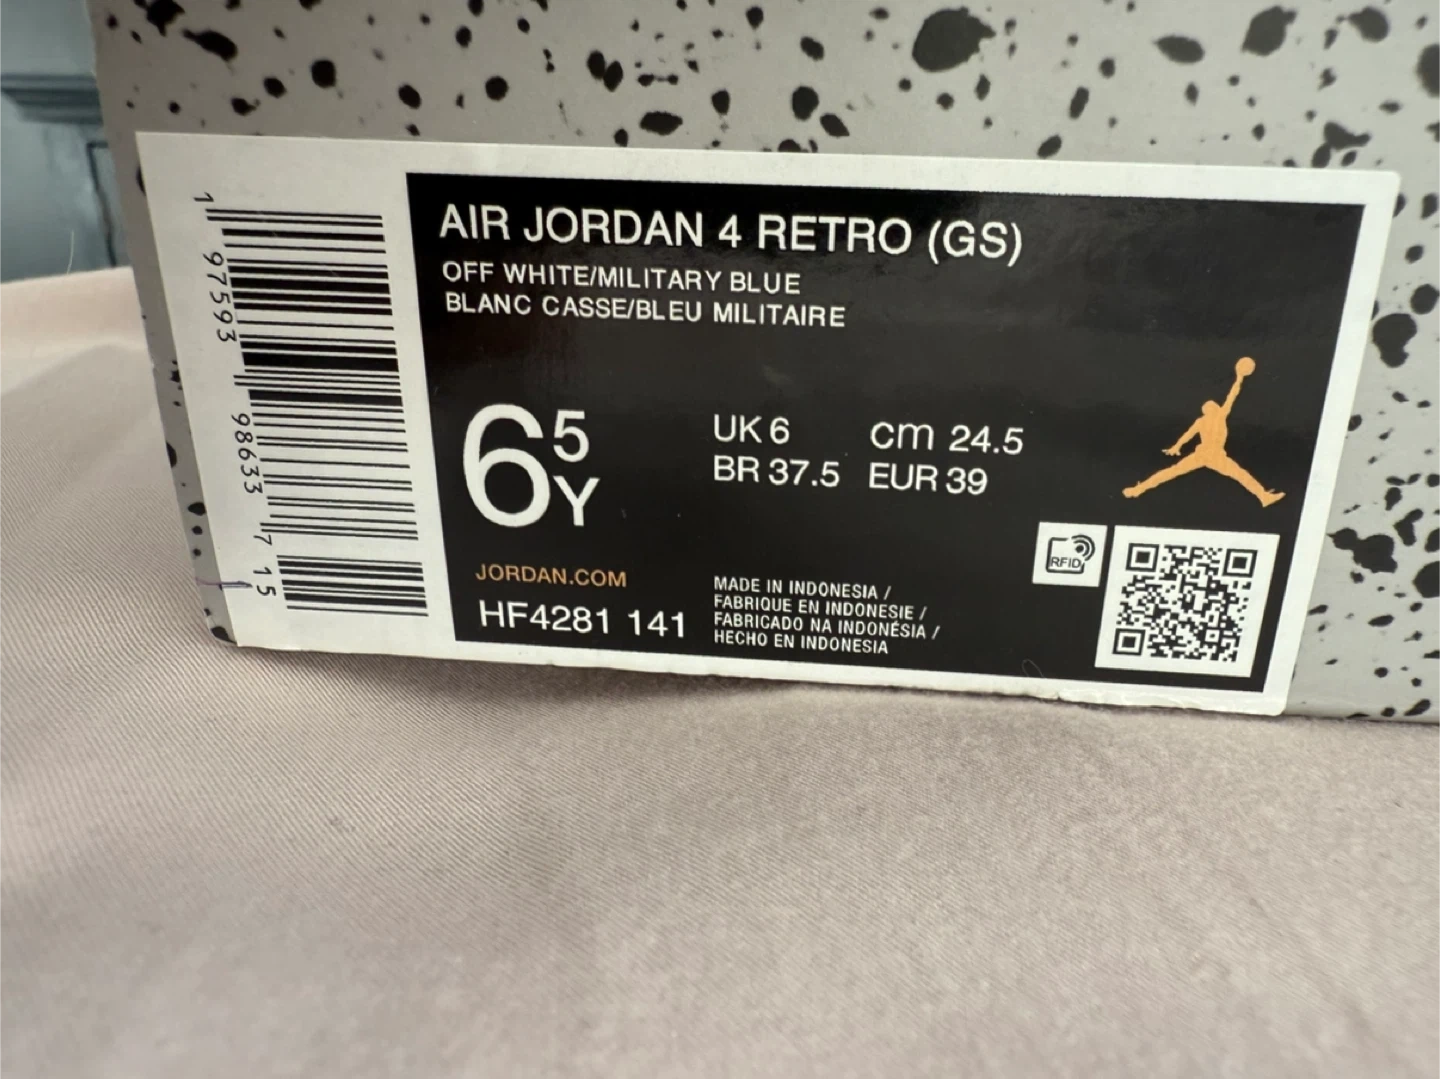 AIR JORDAN 4 RETRO (GS)
OFF WHITE/MILITARY BLUE
BLANC CASSE/BLEU MILITAIRE
6 5 Y
UK 6 cm 24.5
BR 37.5 EUR 39
JORDAN.COM
HF4281 141
MADE IN INDONESIA /
FABRIQUE EN INDONESIE /
FABRICADO NA INDONÉSIA /
HECHO EN INDONESIA
RFID
1 97593 98633 7 15